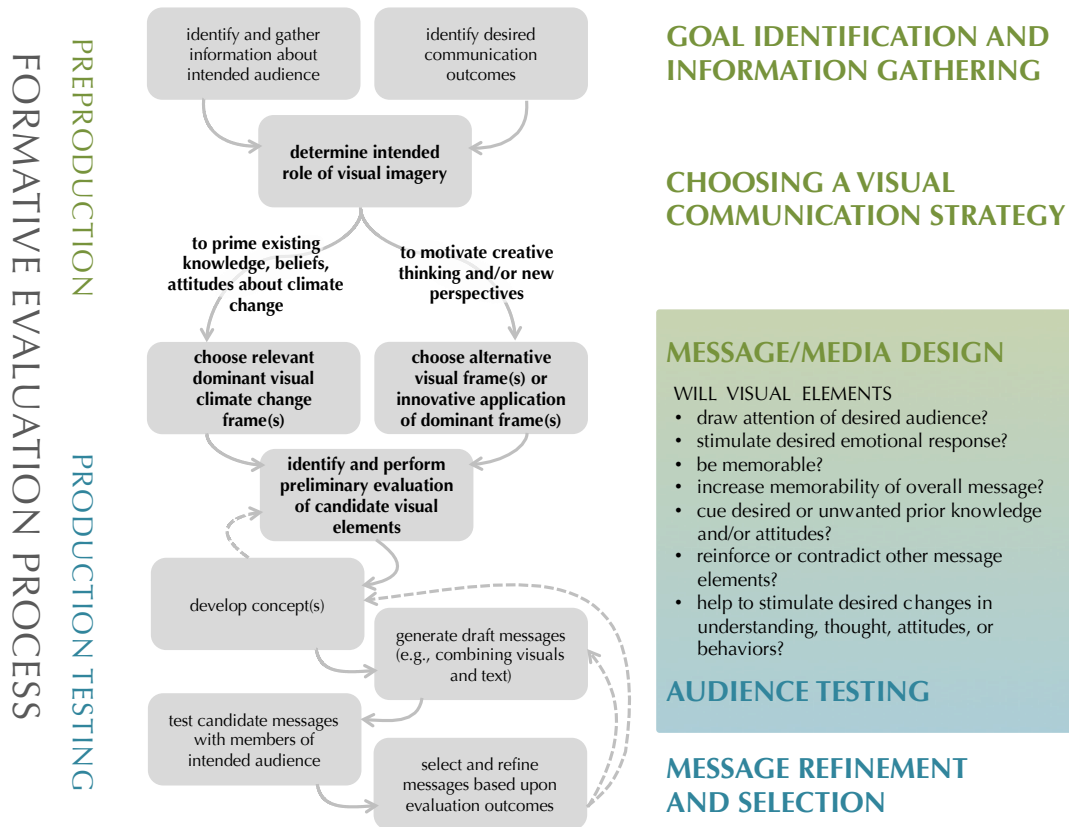 FORMATIVE EVALUATION PROCESS
PREPRODUCTION
PRODUCTION TESTING
identify and gather
information about
intended audience
identify desired
communication
outcomes
determine intended
role of visual imagery
to prime existing
knowledge, beliefs,
attitudes about climate
change
to motivate creative
thinking and/or new
perspectives
choose relevant
dominant visual
climate change
frame(s)
choose alternative
visual frame(s) or
innovative application
of dominant frame(s)
identify and perform
preliminary evaluation
of candidate visual
elements
develop concept(s)
generate draft messages
(e.g., combining visuals
and text)
test candidate messages
with members of
intended audience
select and refine
messages based upon
evaluation outcomes
GOAL IDENTIFICATION AND
INFORMATION GATHERING
CHOOSING A VISUAL
COMMUNICATION STRATEGY
MESSAGE/MEDIA DESIGN
WILL VISUAL ELEMENTS
• draw attention of desired audience?
• stimulate desired emotional response?
• be memorable?
• increase memorability of overall message?
• cue desired or unwanted prior knowledge
and/or attitudes?
• reinforce or contradict other message
elements?
• help to stimulate desired changes in
understanding, thought, attitudes, or
behaviors?
AUDIENCE TESTING
MESSAGE REFINEMENT
AND SELECTION